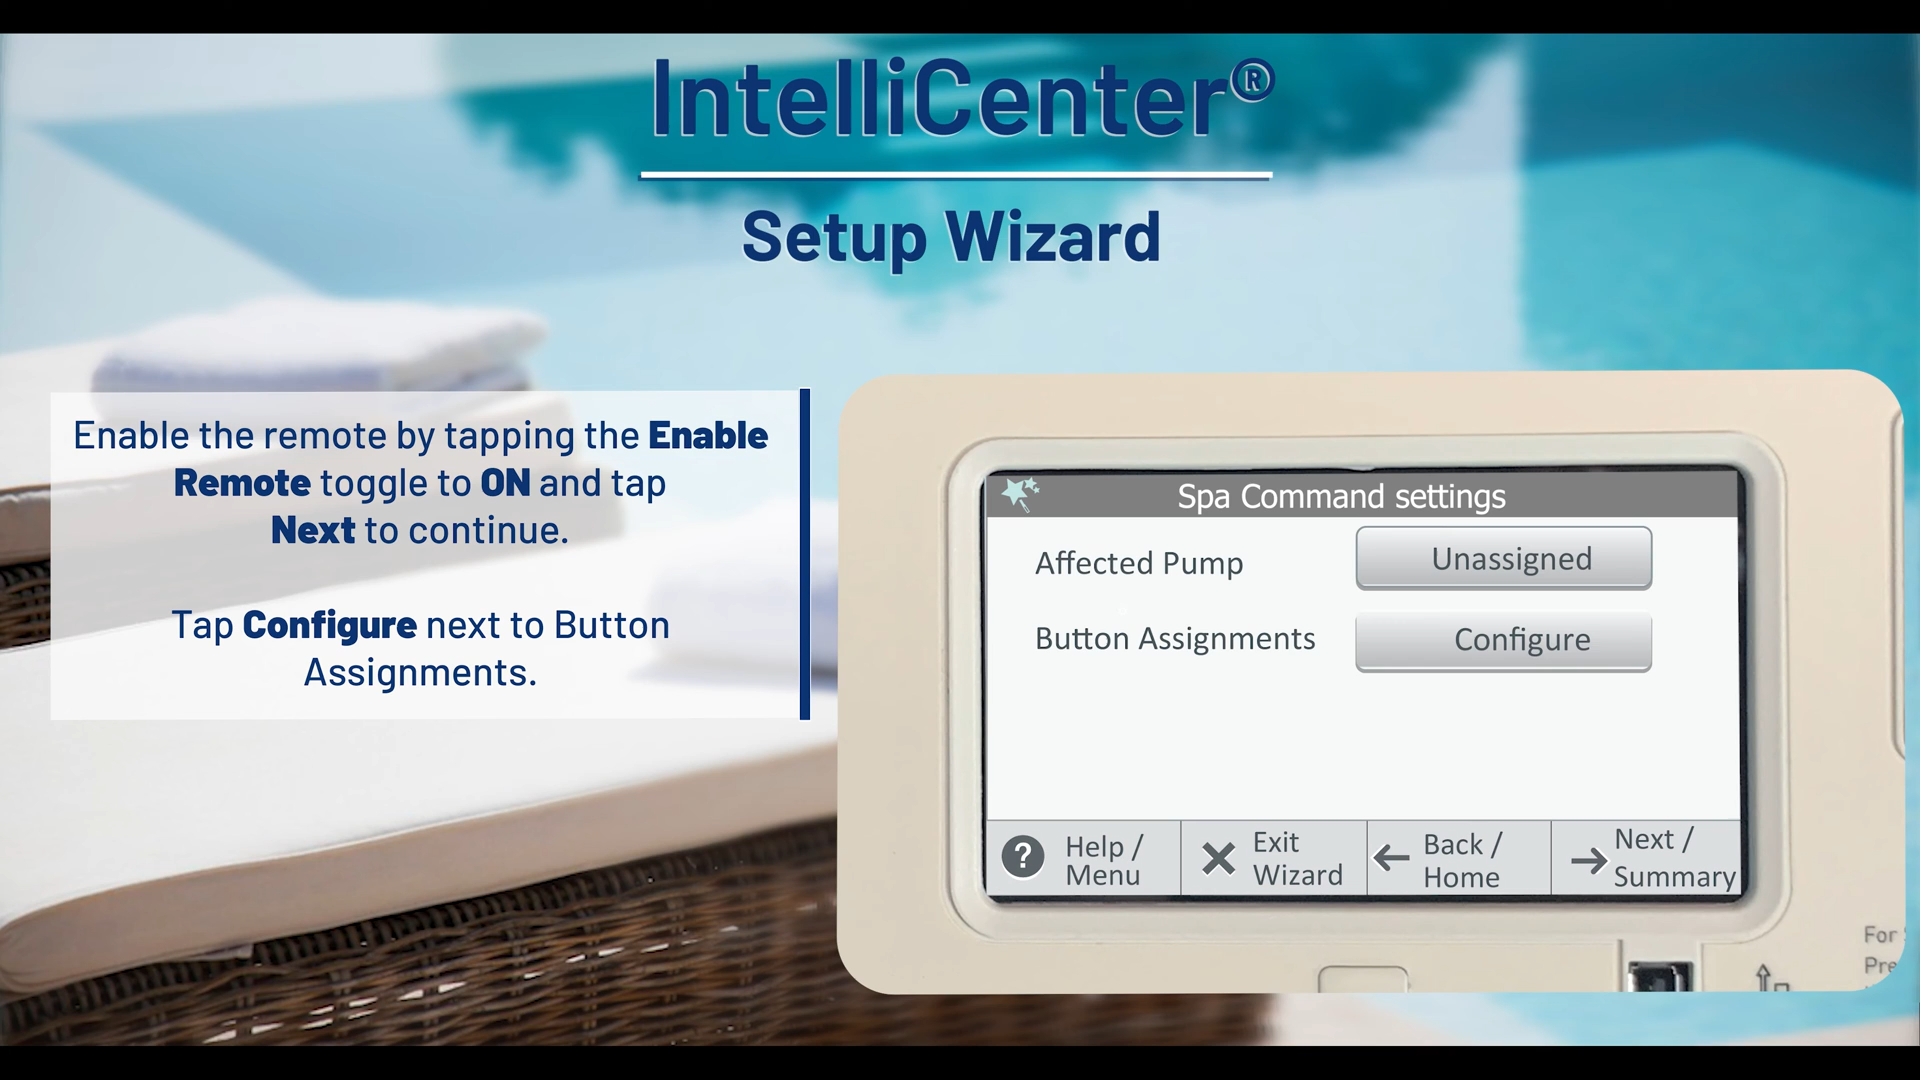 IntelliCenter®
Setup Wizard
Enable the remote by tapping the Enable
Remote toggle to ON and tap
Next to continue.
Tap Configure next to Button
Assignments.
Spa Command settings
Affected Pump
Unassigned
Button Assignments
Configure
Help /
Menu
Exit
Wizard
Back /
Home
Next /
Summary
For
Pre